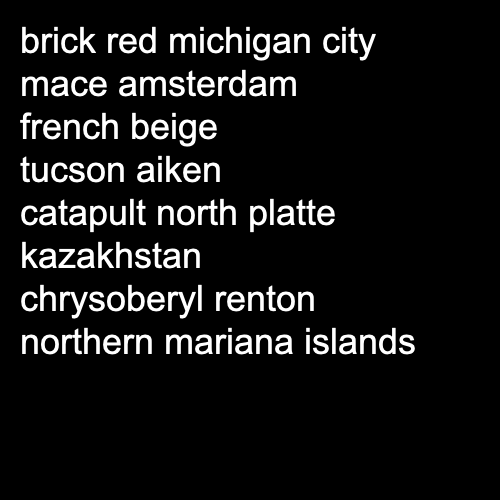 brick red michigan city
mace amsterdam
french beige
tucson aiken
catapult north platte
kazakhstan
chrysoberyl renton
northern mariana islands